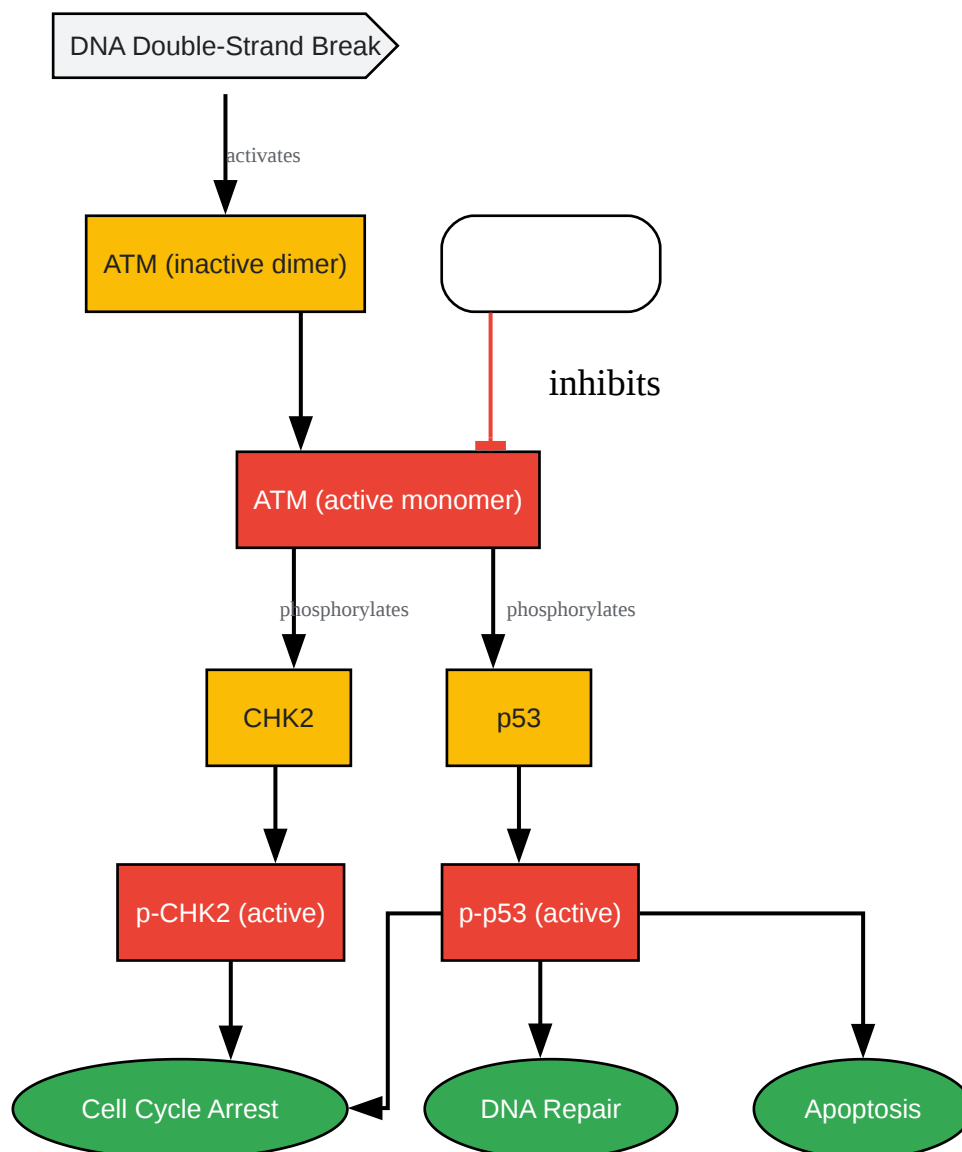 DNA Double-Strand Break
activates
ATM (inactive dimer)
inhibits
ATM (active monomer)
phosphorylates
phosphorylates
CHK2
p53
p-CHK2 (active)
p-p53 (active)
Cell Cycle Arrest
DNA Repair
Apoptosis